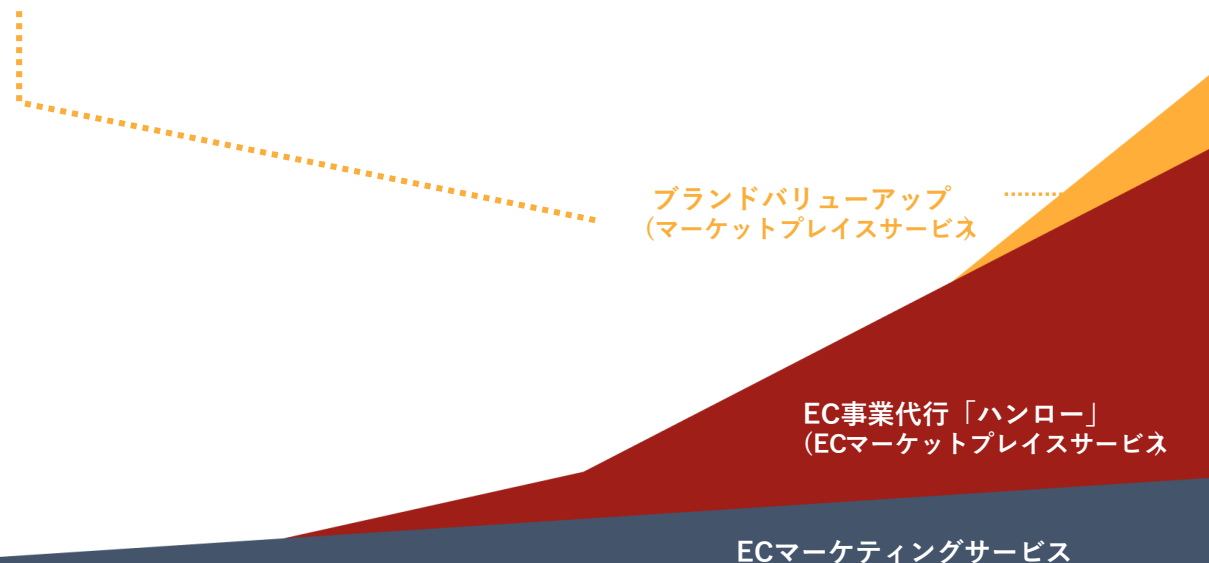 ブランドバリューアップ
(マーケットプレイスサービス)
EC事業代行「ハンロー」
(ECマーケットプレイスサービス)
ECマーケティングサービス